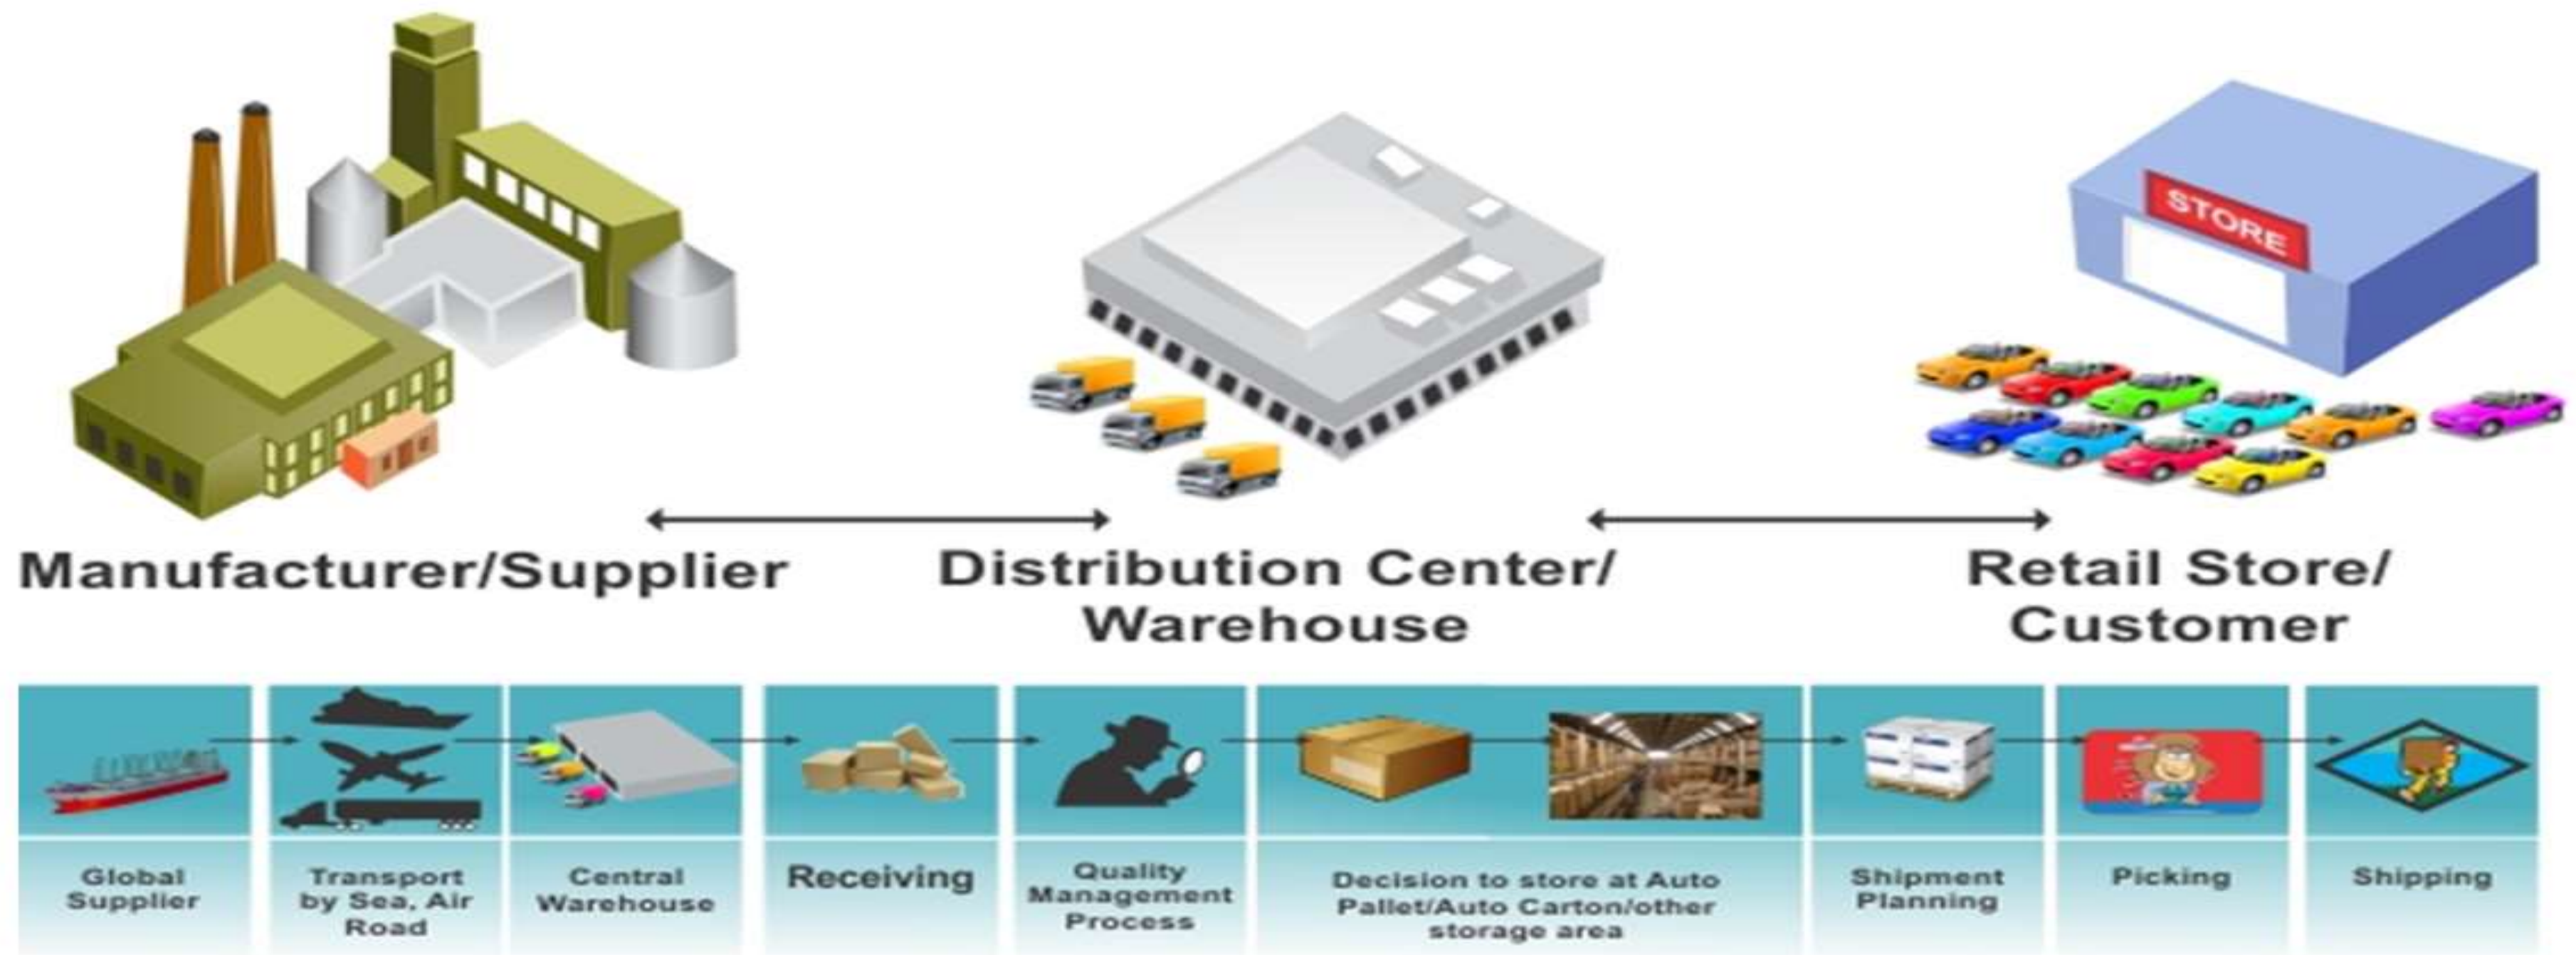 STORE
Manufacturer/Supplier
Distribution Center/
Warehouse
Retail Store/
Customer
Global
Supplier
Transport
by Sea, Air
Road
Central
Warehouse
Receiving
Quality
Management
Process
Decision to store at Auto
Pallet/Auto Carton/other
storage area
Shipment
Planning
Picking
Shipping